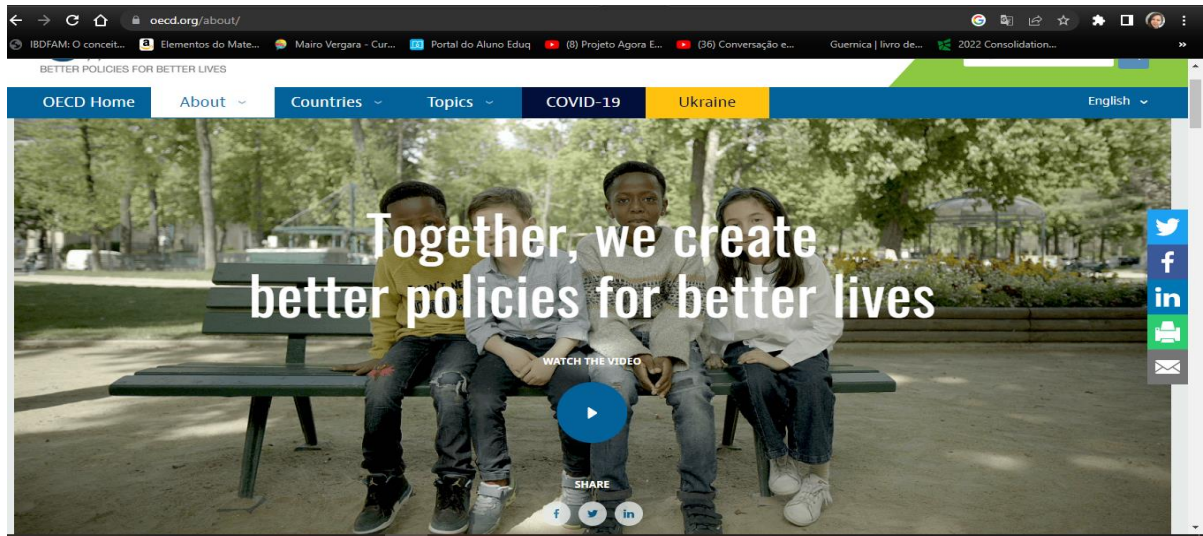 oecd.org/about/
IBDFAM: O conceit... Elementos do Mate... Mairo Vergara - Cur... Portal do Aluno Eduq (8) Projeto Agora E... (36) Conversação e... Guernica | livro de... 2022 Consolidation... »
BETTER POLICIES FOR BETTER LIVES
OECD Home About Countries Topics COVID-19 Ukraine English
Together, we create
better policies for better lives
WATCH THE VIDEO
SHARE